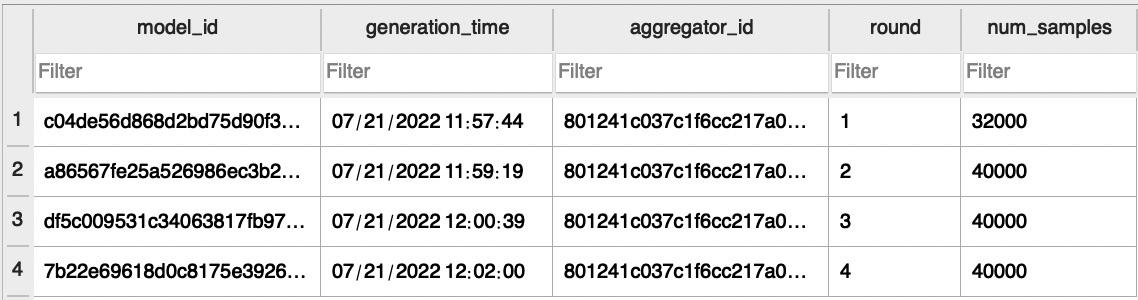 model_id generation_time aggregator_id round num_samples
Filter Filter Filter Filter Filter
1 c04de56d868d2bd75d90f3... 07/21/2022 11:57:44 801241c037c1f6cc217a0... 1 32000
2 a86567fe25a526986ec3b2... 07/21/2022 11:59:19 801241c037c1f6cc217a0... 2 40000
3 df5c009531c34063817fb97... 07/21/2022 12:00:39 801241c037c1f6cc217a0... 3 40000
4 7b22e69618d0c8175e3926... 07/21/2022 12:02:00 801241c037c1f6cc217a0... 4 40000